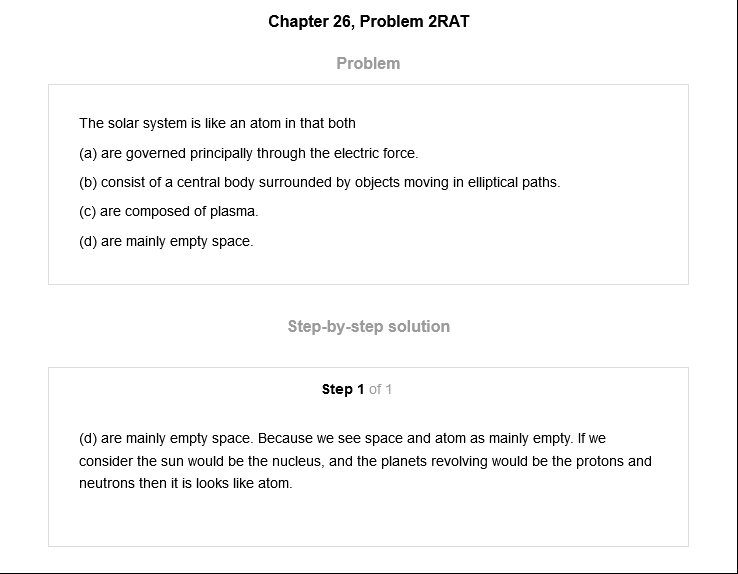 Chapter 26, Problem 2RAT
Problem
The solar system is like an atom in that both
(a) are governed principally through the electric force.
(b) consist of a central body surrounded by objects moving in elliptical paths.
(c) are composed of plasma.
(d) are mainly empty space.
Step-by-step solution
Step 1 of 1
(d) are mainly empty space. Because we see space and atom as mainly empty. If we
consider the sun would be the nucleus, and the planets revolving would be the protons and
neutrons then it is looks like atom.